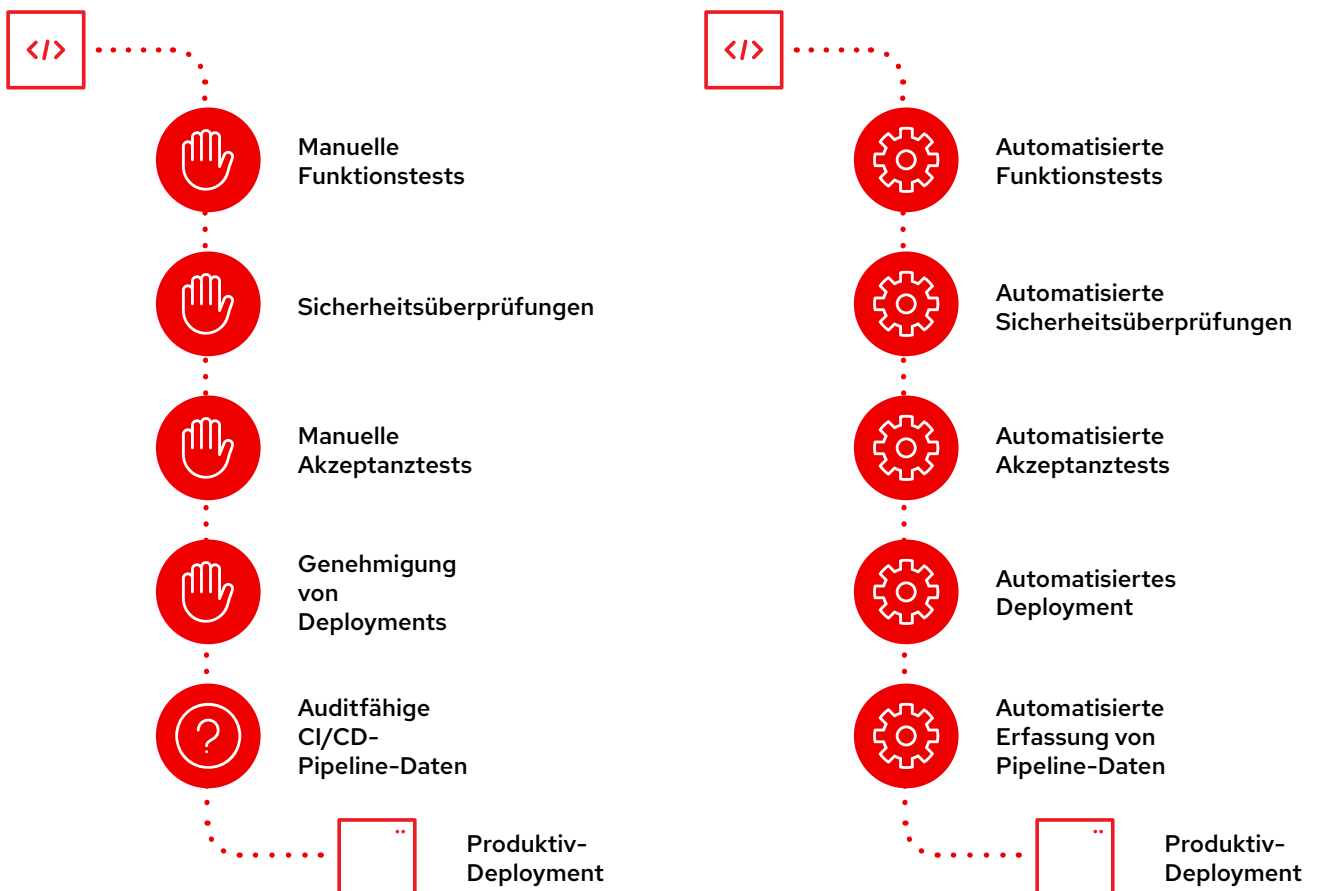 </>
Manuelle
Funktionstests
Sicherheitsüberprüfungen
Manuelle
Akzeptanztests
Genehmigung
von
Deployments
?
Auditfähige
CI/CD-
Pipeline-Daten
Produktiv-
Deployment
</>
Automatisierte
Funktionstests
Automatisierte
Sicherheitsüberprüfungen
Automatisierte
Akzeptanztests
Automatisiertes
Deployment
Automatisierte
Erfassung von
Pipeline-Daten
Produktiv-
Deployment